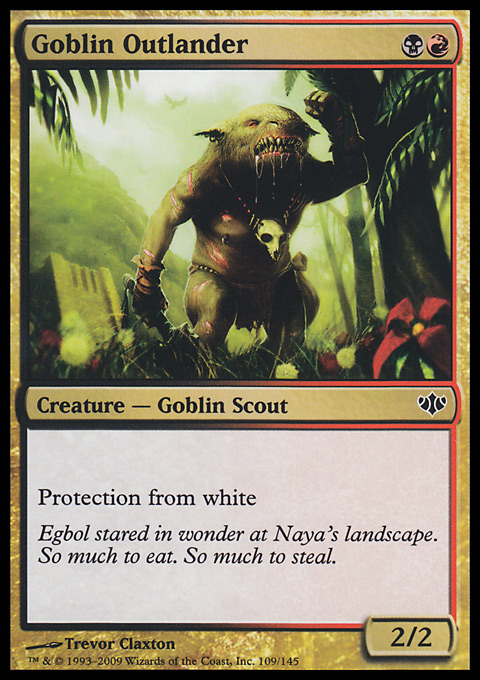 Goblin Outlander
Creature — Goblin Scout
Protection from white
Egbol stared in wonder at Naya's landscape.
So much to eat. So much to steal.
2/2
Trevor Claxton
™ & © 1993–2009 Wizards of the Coast, Inc. 109/145